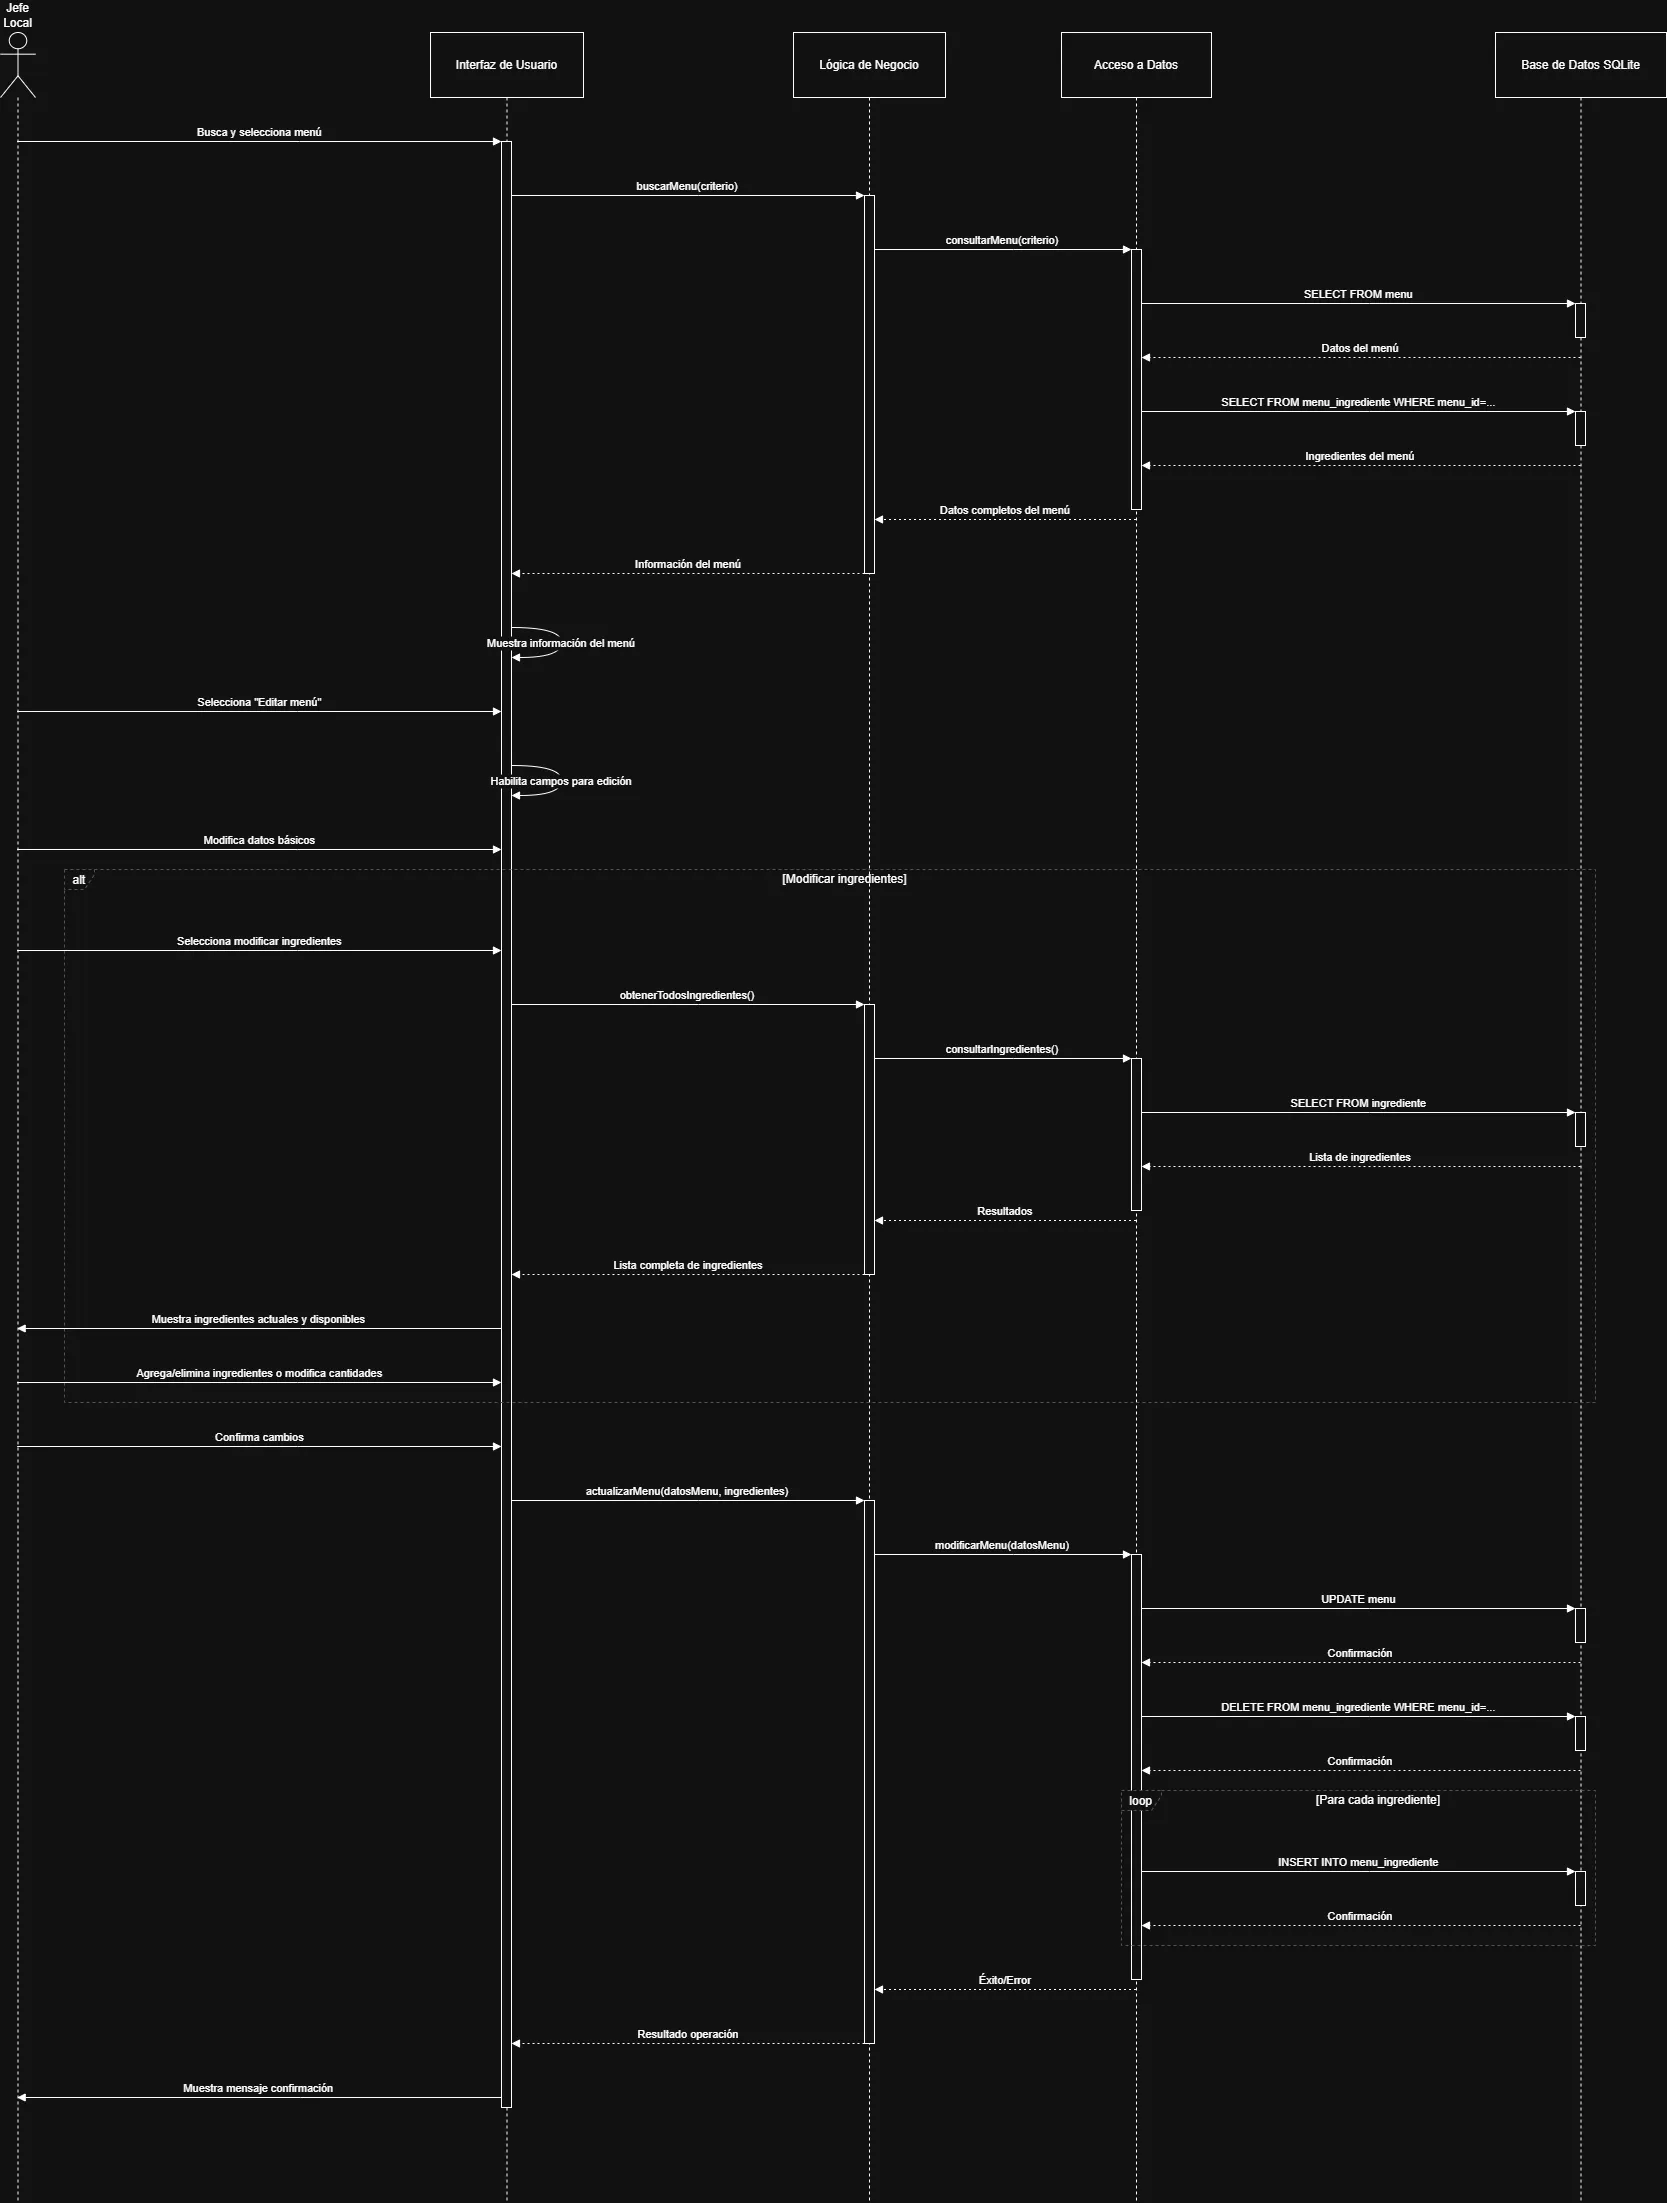 Jefe
Local
Interfaz de Usuario
Lógica de Negocio
Acceso a Datos
Base de Datos SQLite
Busca y selecciona menú
buscarMenu(criterio)
consultarMenu(criterio)
SELECT FROM menu
Datos del menú
SELECT FROM menu_ingrediente WHERE menu_id=...
Ingredientes del menú
Datos completos del menú
Información del menú
Muestra información del menú
Selecciona "Editar menú"
Habilita campos para edición
Modifica datos básicos
alt
[Modificar ingredientes]
Selecciona modificar ingredientes
obtenerTodosIngredientes()
consultarIngredientes()
SELECT FROM ingrediente
Lista de ingredientes
Resultados
Lista completa de ingredientes
Muestra ingredientes actuales y disponibles
Agrega/elimina ingredientes o modifica cantidades
Confirma cambios
actualizarMenu(datosMenu, ingredientes)
modificarMenu(datosMenu)
UPDATE menu
Confirmación
DELETE FROM menu_ingrediente WHERE menu_id=...
Confirmación
loop
[Para cada ingrediente]
INSERT INTO menu_ingrediente
Confirmación
Éxito/Error
Resultado operación
Muestra mensaje confirmación